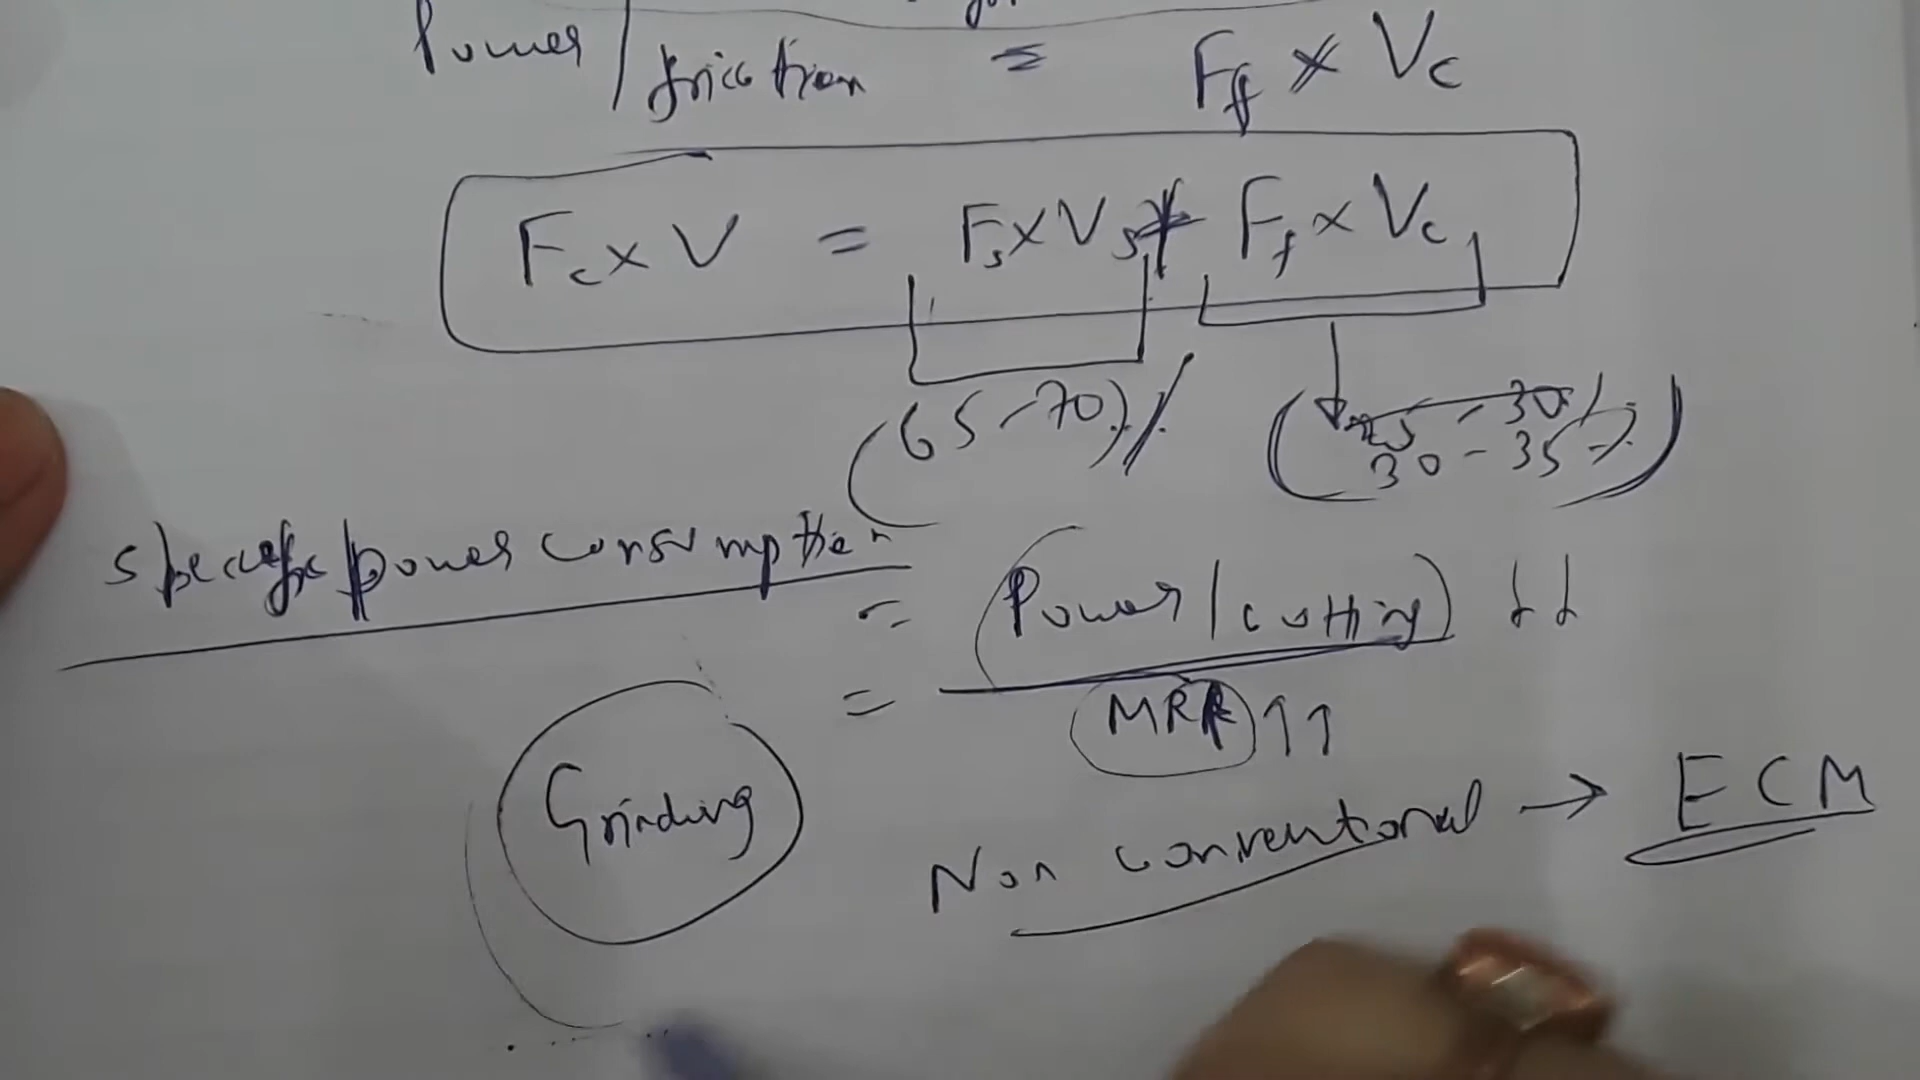 Power/friction = Ff × Vc
Fc × V = Fs × Vs + Ff × Vc
(65-70)%
30-35%
specific power consumption = Power/cutting ↓↓
= MRR ↑↑
Grinding
Non conventional → ECM